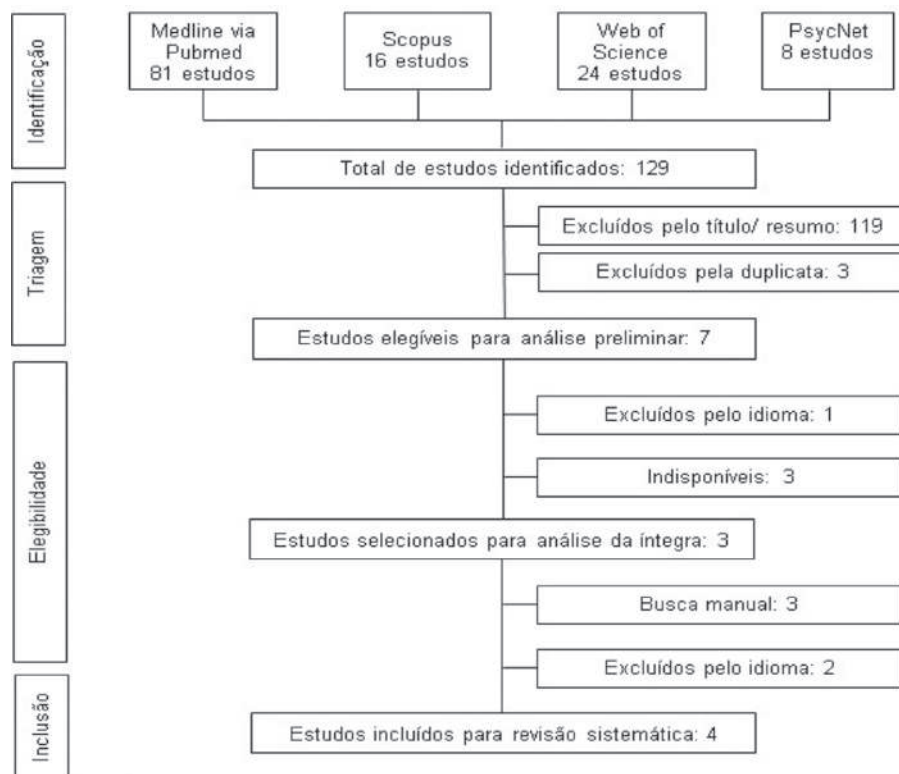 Identificação
Medline via
Pubmed
81 estudos
Scopus
16 estudos
Web of
Science
24 estudos
PsycNet
8 estudos
Total de estudos identificados: 129
Triagem
Excluídos pelo título/ resumo: 119
Excluídos pela duplicata: 3
Estudos elegíveis para análise preliminar: 7
Elegibilidade
Excluídos pelo idioma: 1
Indisponíveis: 3
Estudos selecionados para análise da íntegra: 3
Busca manual: 3
Excluídos pelo idioma: 2
Inclusão
Estudos incluídos para revisão sistemática: 4